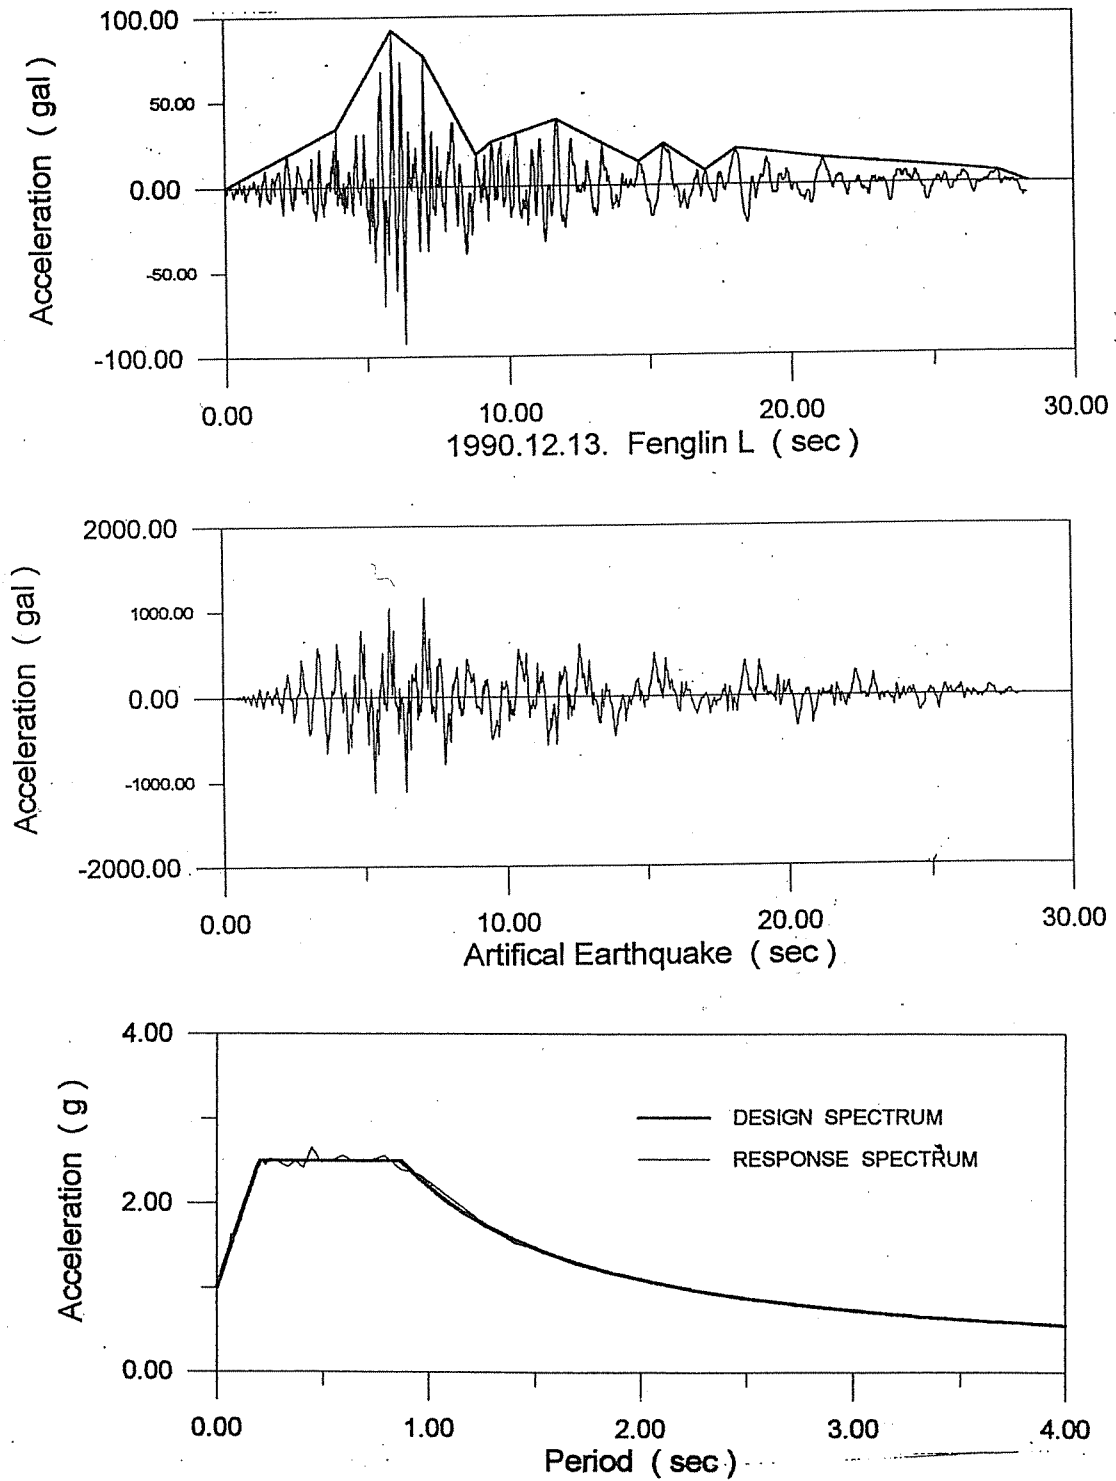 100.00
50.00
0.00
-50.00
-100.00
Acceleration ( gal )
0.00 10.00 20.00 30.00
1990.12.13. Fenglin L ( sec )
2000.00
1000.00
0.00
-1000.00
-2000.00
Acceleration ( gal )
0.00 10.00 20.00 30.00
Artifical Earthquake ( sec )
4.00
2.00
0.00
Acceleration ( g )
DESIGN SPECTRUM
RESPONSE SPECTRUM
0.00 1.00 2.00 3.00 4.00
Period ( sec )